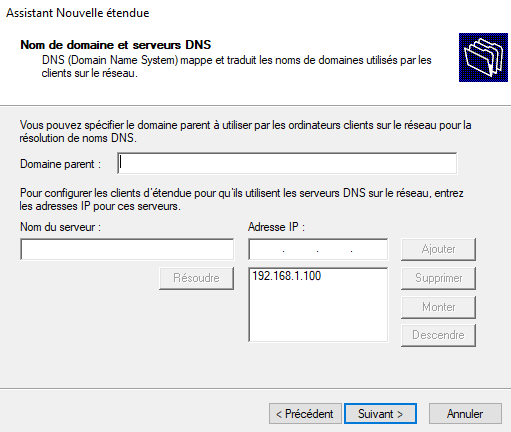 Assistant Nouvelle étendue
Nom de domaine et serveurs DNS
DNS (Domain Name System) mappe et traduit les noms de domaines utilisés par les
clients sur le réseau.
Vous pouvez spécifier le domaine parent à utiliser par les ordinateurs clients sur le réseau pour la
résolution de noms DNS.
Domaine parent :
Pour configurer les clients d'étendue pour qu'ils utilisent les serveurs DNS sur le réseau, entrez
les adresses IP pour ces serveurs.
Nom du serveur :
Adresse IP :
. . .
Ajouter
Résoudre
192.168.1.100
Supprimer
Monter
Descendre
< Précédent
Suivant >
Annuler